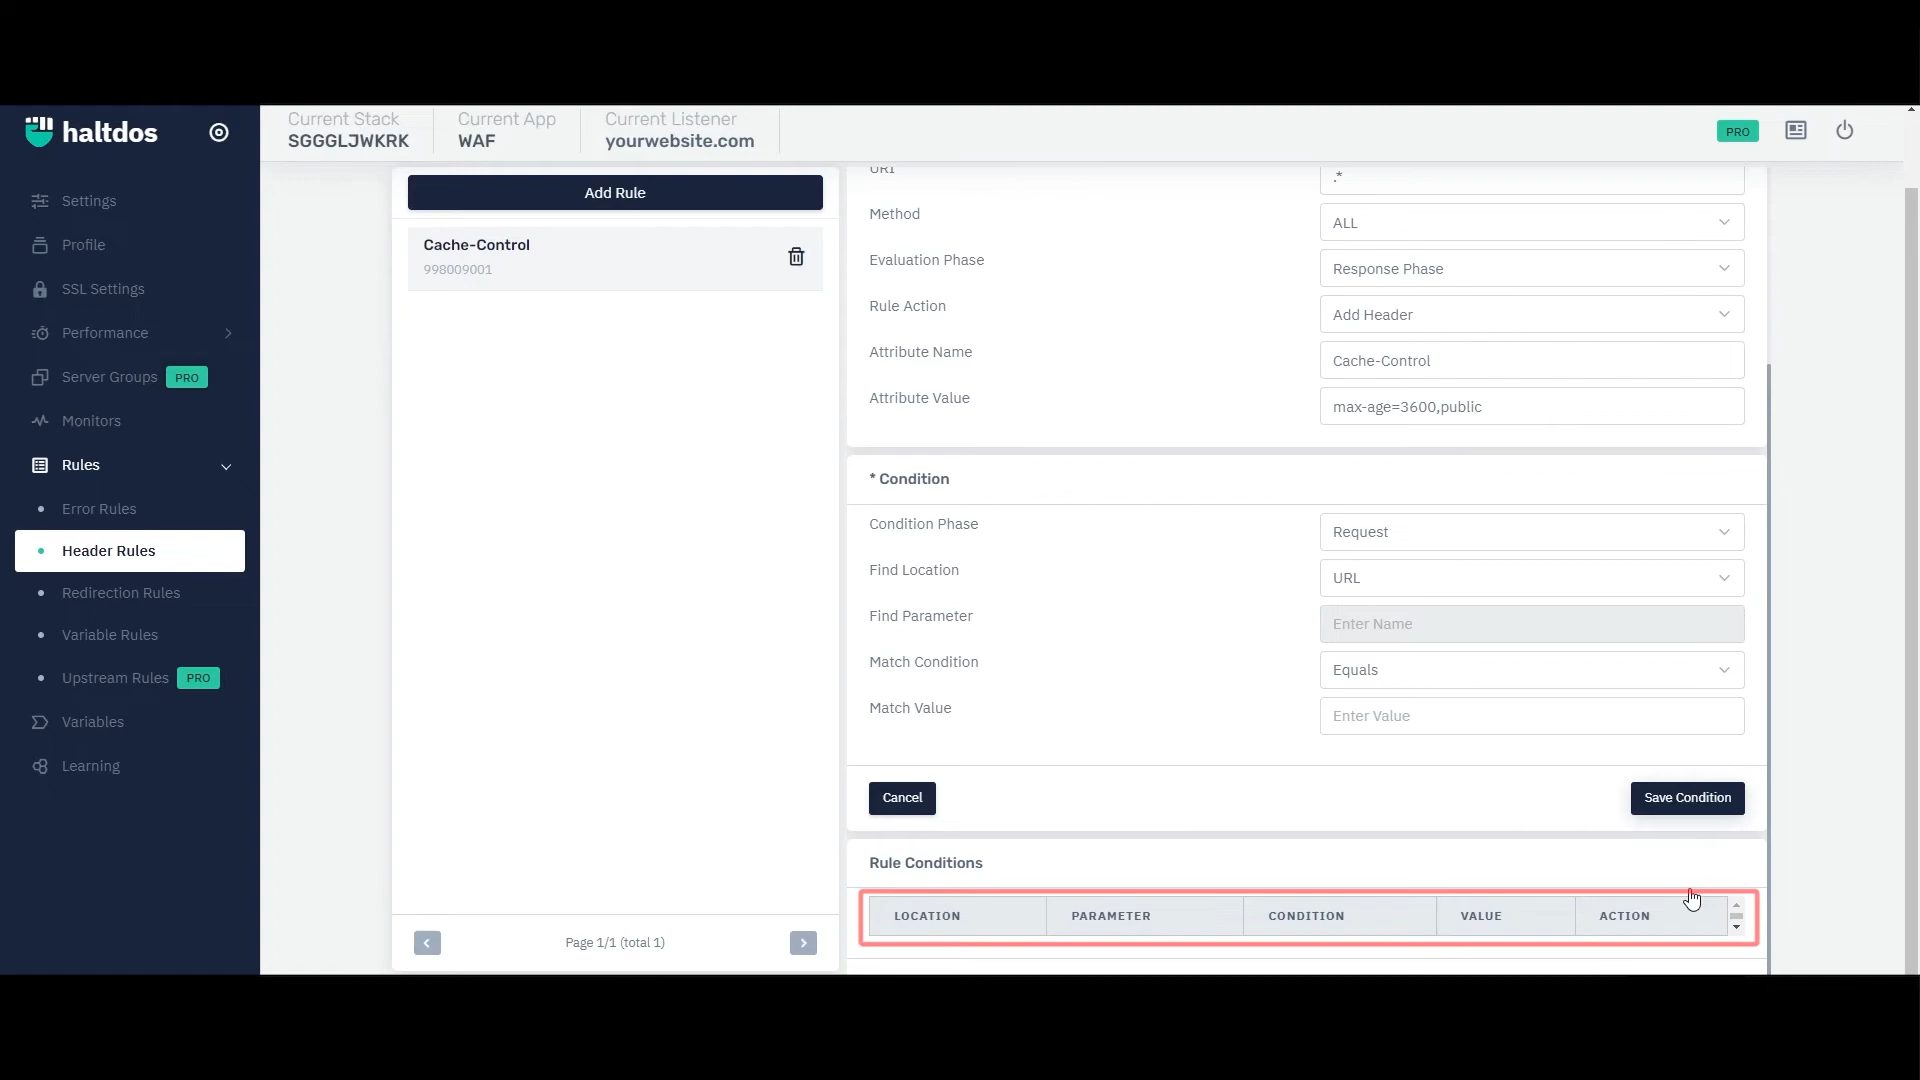 haltdos
Current Stack
SGGGLJWKRK
Current App
WAF
Current Listener
yourwebsite.com
PRO
Settings
Profile
SSL Settings
Performance
Server Groups PRO
Monitors
Rules
Error Rules
Header Rules
Redirection Rules
Variable Rules
Upstream Rules PRO
Variables
Learning
Add Rule
Cache-Control
998009001
Page 1/1 (total 1)
URI .*
Method ALL
Evaluation Phase Response Phase
Rule Action Add Header
Attribute Name Cache-Control
Attribute Value max-age=3600,public
* Condition
Condition Phase Request
Find Location URL
Find Parameter Enter Name
Match Condition Equals
Match Value Enter Value
Cancel Save Condition
Rule Conditions
LOCATION PARAMETER CONDITION VALUE ACTION